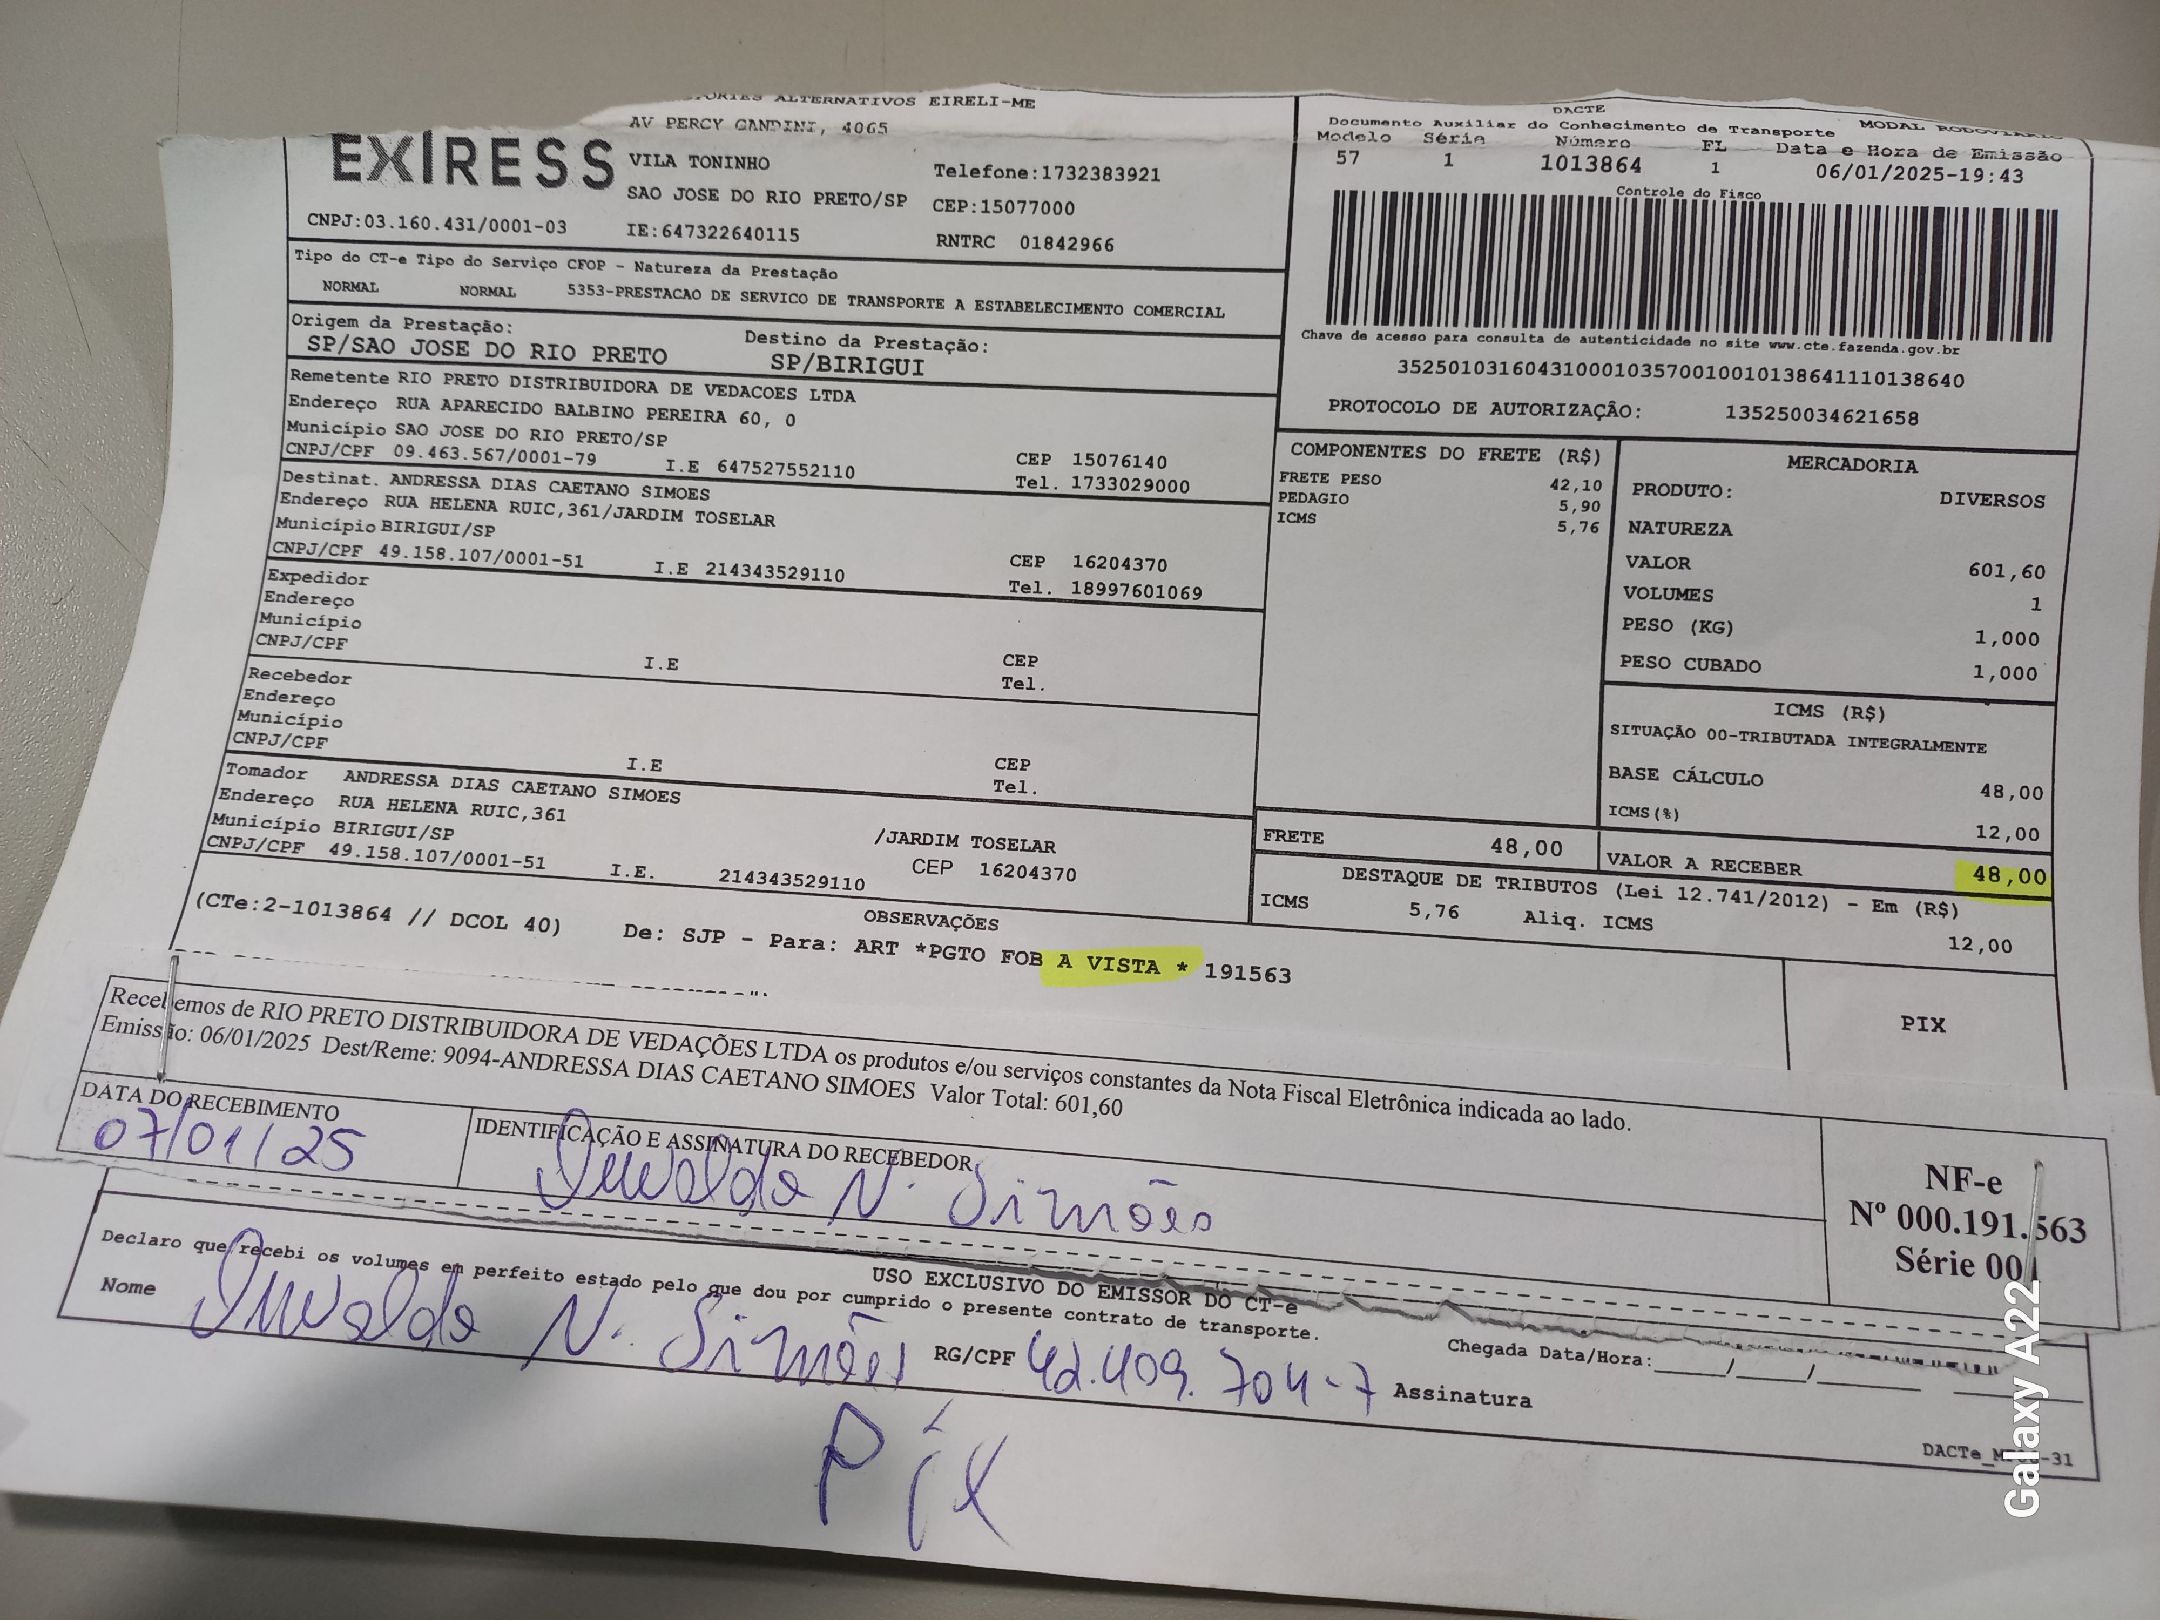 ALTERNATIVOS EIRELI-ME
AV PERCY GANDINI, 4065
EXIRESS
VILA TONINHO
Telefone:1732383921
SAO JOSE DO RIO PRETO/SP CEP:15077000
CNPJ:03.160.431/0001-03
IE:647322640115
RNTRC 01842966
DACTE
Documento Auxiliar do Conhecimento de Transporte MODAL RODOVIARIO
Modelo Série Número FL Data e Hora de Emissão
57 1 1013864 1 06/01/2025-19:43
Controle do Fisco
Chave de acesso para consulta de autenticidade no site www.cte.fazenda.gov.br
35250103160431000103570010010138641110138640
PROTOCOLO DE AUTORIZAÇÃO: 135250034621658
Tipo do CT-e Tipo do Serviço CFOP - Natureza da Prestação
NORMAL NORMAL 5353-PRESTACAO DE SERVICO DE TRANSPORTE A ESTABELECIMENTO COMERCIAL
Origem da Prestação: Destino da Prestação:
SP/SAO JOSE DO RIO PRETO SP/BIRIGUI
Remetente RIO PRETO DISTRIBUIDORA DE VEDACOES LTDA
Endereço RUA APARECIDO BALBINO PEREIRA 60, 0
Município SAO JOSE DO RIO PRETO/SP CEP 15076140
CNPJ/CPF 09.463.567/0001-79 I.E 647527552110 Tel. 1733029000
Destinat. ANDRESSA DIAS CAETANO SIMOES
Endereço RUA HELENA RUIC,361/JARDIM TOSELAR
Município BIRIGUI/SP CEP 16204370
CNPJ/CPF 49.158.107/0001-51 I.E 214343529110 Tel. 18997601069
Expedidor
Endereço
Município CEP
CNPJ/CPF I.E Tel.
Recebedor
Endereço
Município CEP
CNPJ/CPF I.E Tel.
Tomador ANDRESSA DIAS CAETANO SIMOES
Endereço RUA HELENA RUIC,361 /JARDIM TOSELAR
Município BIRIGUI/SP CEP 16204370
CNPJ/CPF 49.158.107/0001-51 I.E. 214343529110
COMPONENTES DO FRETE (R$)
FRETE PESO 42,10
PEDAGIO 5,90
ICMS 5,76
MERCADORIA
PRODUTO: DIVERSOS
NATUREZA
VALOR 601,60
VOLUMES 1
PESO (KG) 1,000
PESO CUBADO 1,000
ICMS (R$)
SITUAÇÃO 00-TRIBUTADA INTEGRALMENTE
BASE CÁLCULO 48,00
ICMS(%) 12,00
FRETE 48,00
VALOR A RECEBER 48,00
DESTAQUE DE TRIBUTOS (Lei 12.741/2012) - Em (R$)
ICMS 5,76 Aliq. ICMS 12,00
OBSERVAÇÕES
(CTe:2-1013864 // DCOL 40) De: SJP - Para: ART *PGTO FOB A VISTA * 191563
PIX
Recebemos de RIO PRETO DISTRIBUIDORA DE VEDAÇÕES LTDA os produtos e/ou serviços constantes da Nota Fiscal Eletrônica indicada ao lado.
Emissão: 06/01/2025 Dest/Reme: 9094-ANDRESSA DIAS CAETANO SIMOES Valor Total: 601,60
DATA DO RECEBIMENTO
07/01/25
IDENTIFICAÇÃO E ASSINATURA DO RECEBEDOR
N. Simões
NF-e
Nº 000.191.563
Série 001
USO EXCLUSIVO DO EMISSOR DO CT-e
Declaro que recebi os volumes em perfeito estado pelo que dou por cumprido o presente contrato de transporte.
Nome N. Simões RG/CPF 42.409.704-7 Assinatura
Chegada Data/Hora:____/____/______
Pix
Galaxy A22